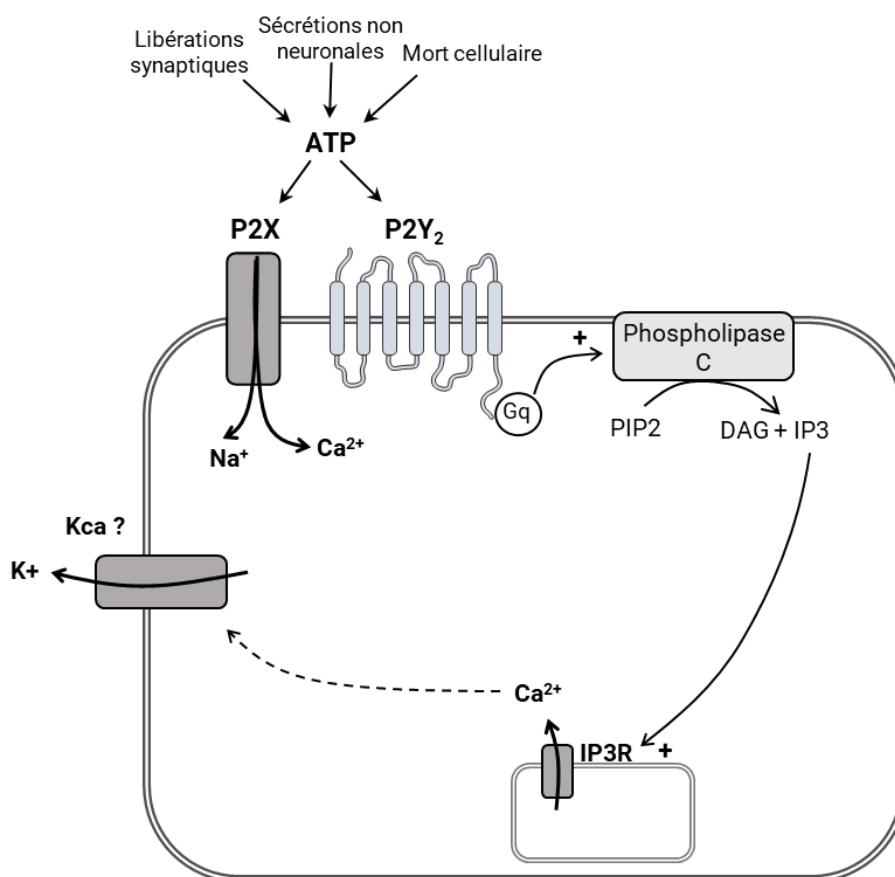 Libérations
synaptiques
Sécrétions non
neuronales
Mort cellulaire
ATP
P2X
P2Y₂
+
Phospholipase
C
Gq
PIP2
DAG + IP3
Na⁺
Ca²⁺
Kca ?
K+
Ca²⁺
IP3R +